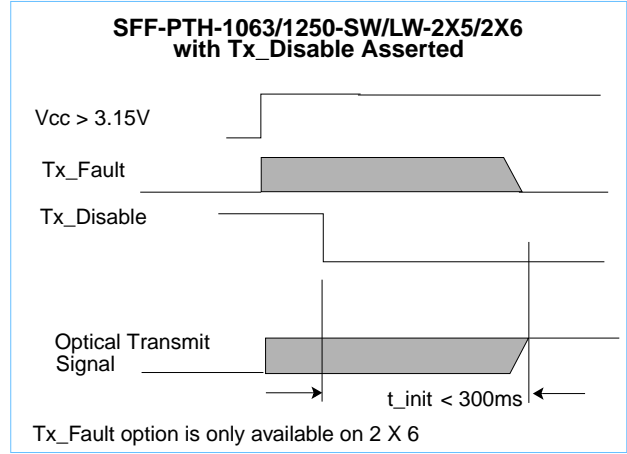 SFF-PTH-1063/1250-SW/LW-2X5/2X6
with Tx_Disable Asserted
Vcc > 3.15V
Tx_Fault
Tx_Disable
Optical Transmit
Signal
t_init < 300ms
Tx_Fault option is only available on 2 X 6